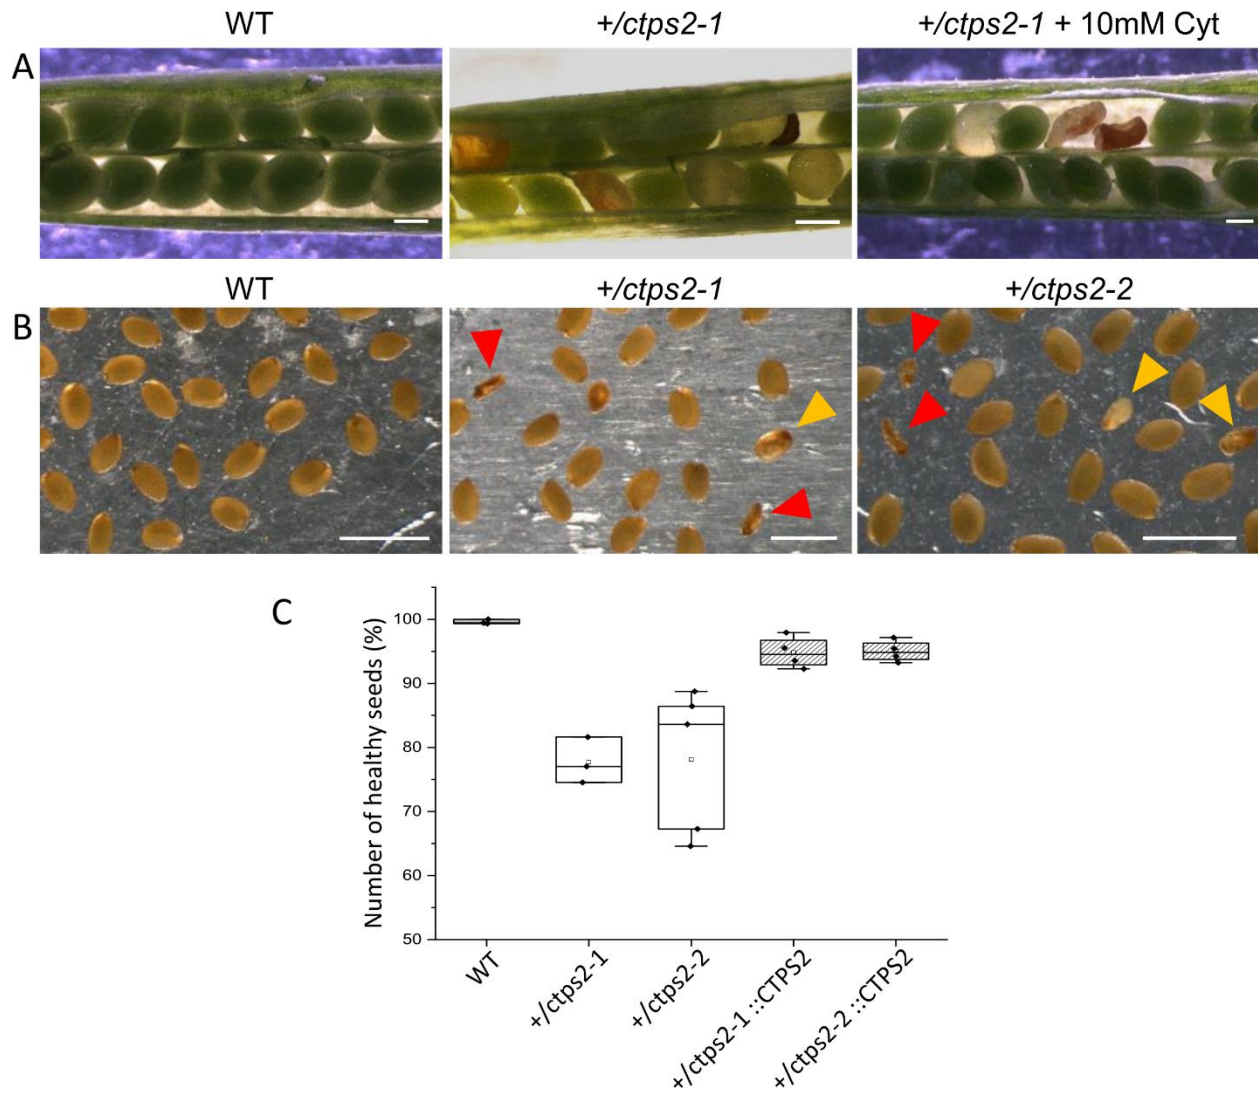 WT
+/ctps2-1
+/ctps2-1 + 10mM Cyt
A
WT
+/ctps2-1
+/ctps2-2
B
C
Number of healthy seeds (%)
100
90
80
70
60
50
WT
+/ctps2-1
+/ctps2-2
+/ctps2-1 ::CTPS2
+/ctps2-2 ::CTPS2